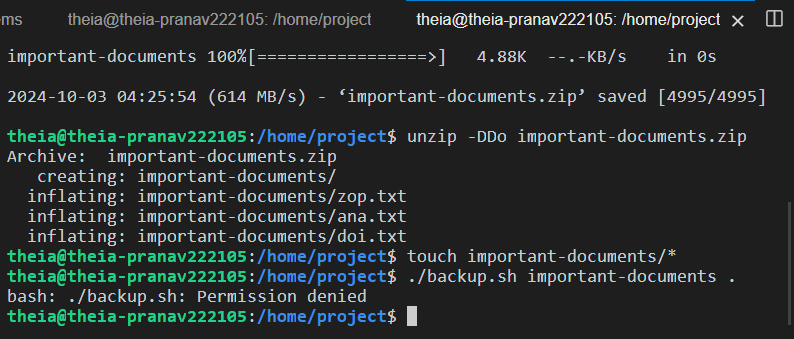 ems theia@theia-pranav222105: /home/project theia@theia-pranav222105: /home/project
important-documents 100%[=================>] 4.88K --.-KB/s in 0s
2024-10-03 04:25:54 (614 MB/s) - ‘important-documents.zip’ saved [4995/4995]
theia@theia-pranav222105:/home/project$ unzip -DDo important-documents.zip
Archive:  important-documents.zip
   creating: important-documents/
  inflating: important-documents/zop.txt
  inflating: important-documents/ana.txt
  inflating: important-documents/doi.txt
theia@theia-pranav222105:/home/project$ touch important-documents/*
theia@theia-pranav222105:/home/project$ ./backup.sh important-documents .
bash: ./backup.sh: Permission denied
theia@theia-pranav222105:/home/project$